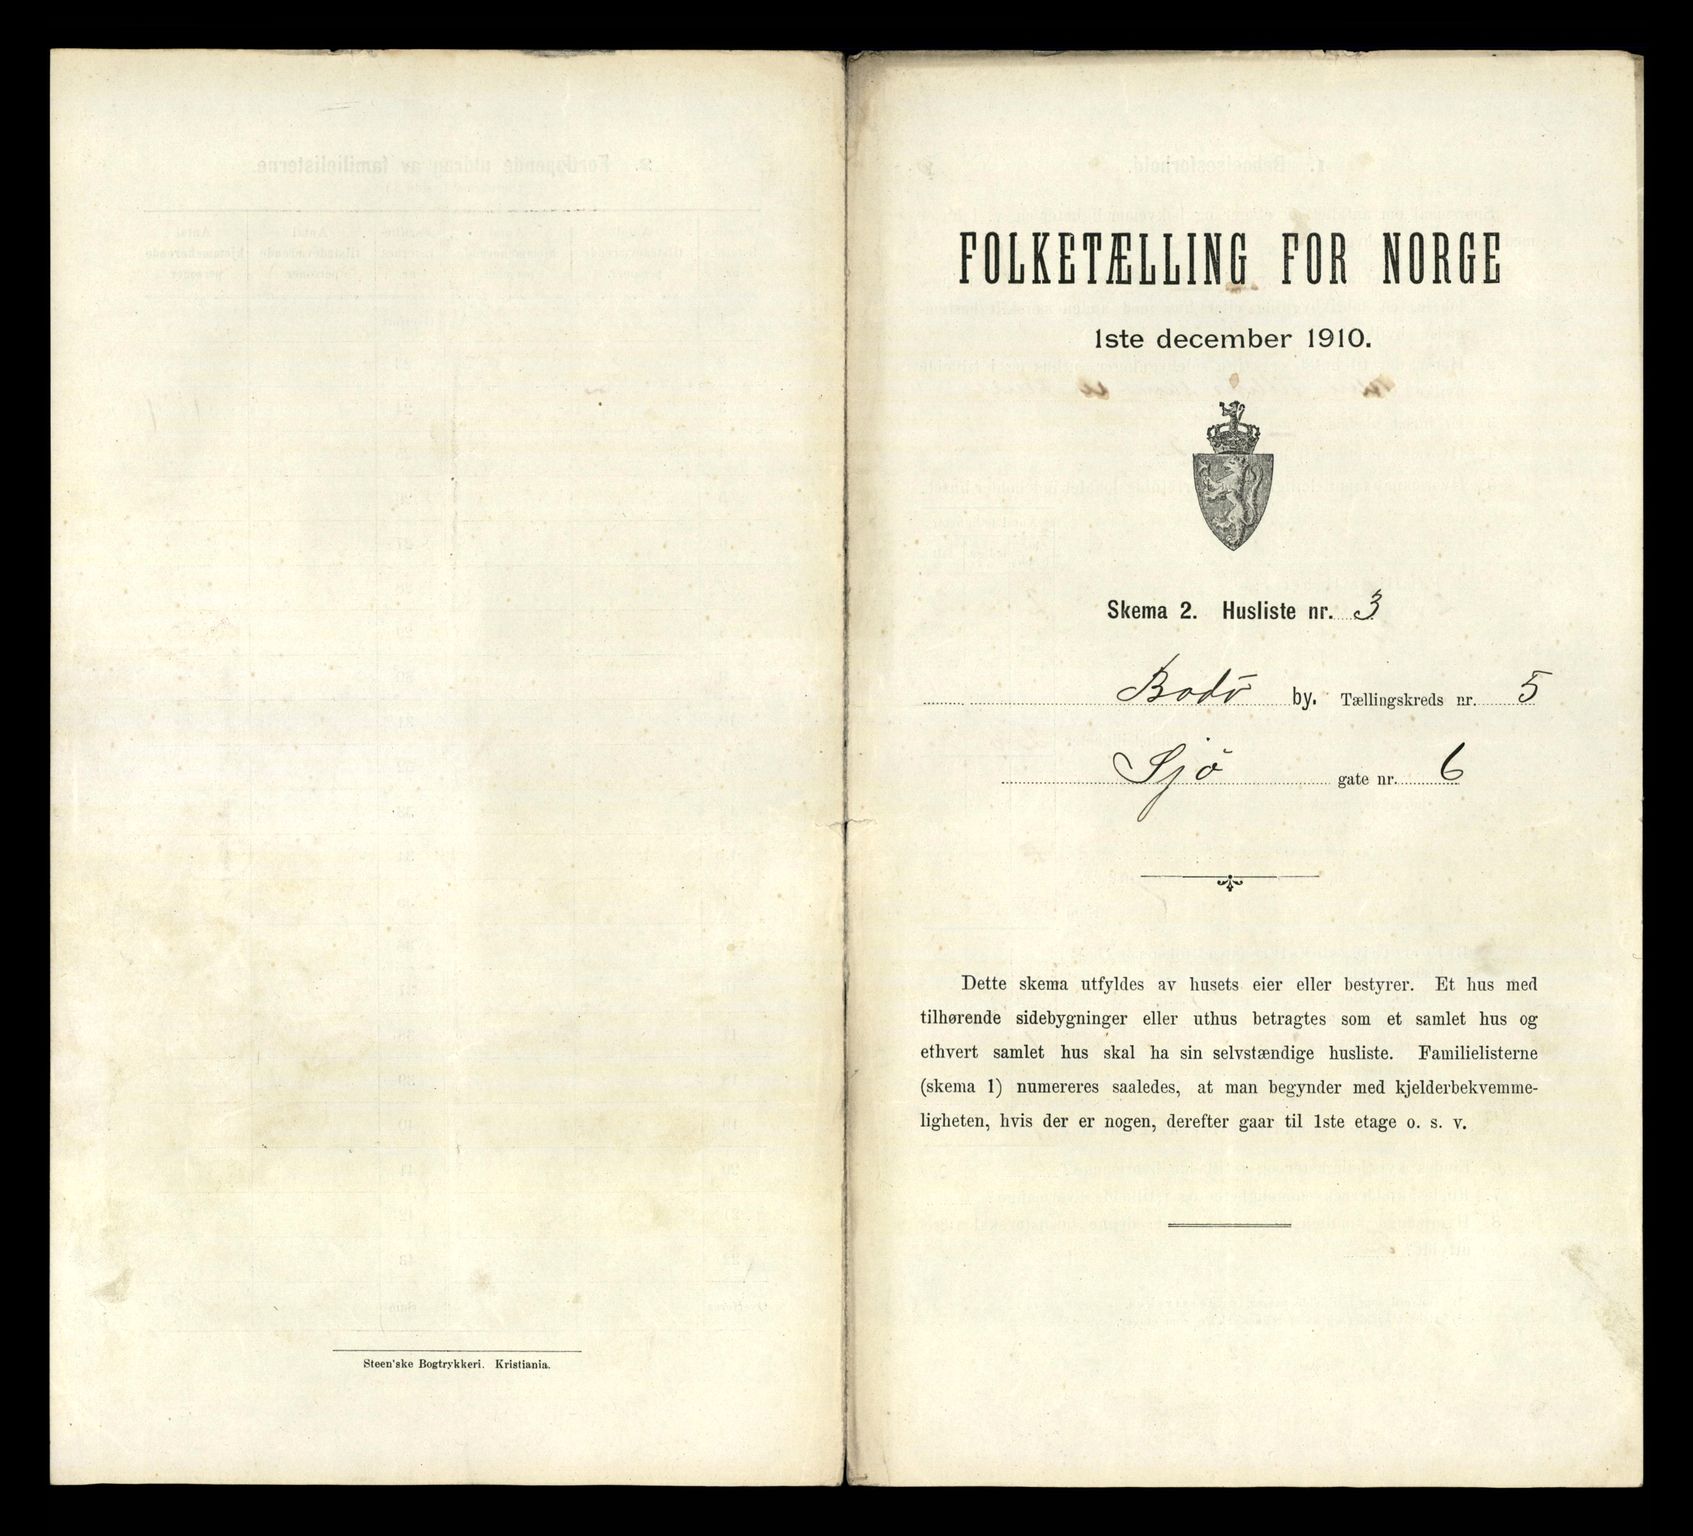 FOLKETÆLLING FOR NORGE
1ste december 1910.
Skema 2. Husliste nr. 3
Bodö by. Tællingskreds nr. 5
Sjö gate nr. 6
Dette skema utfyldes av husets eier eller bestyrer. Et hus med
tilhørende sidebygninger eller uthus betragtes som et samlet hus og
ethvert samlet hus skal ha sin selvstændige husliste. Familielisterne
(skema 1) numereres saaledes, at man begynder med kjelderbekvemme-
ligheten, hvis der er nogen, derefter gaar til 1ste etage o. s. v.
Steen'ske Bogtrykkeri. Kristiania.